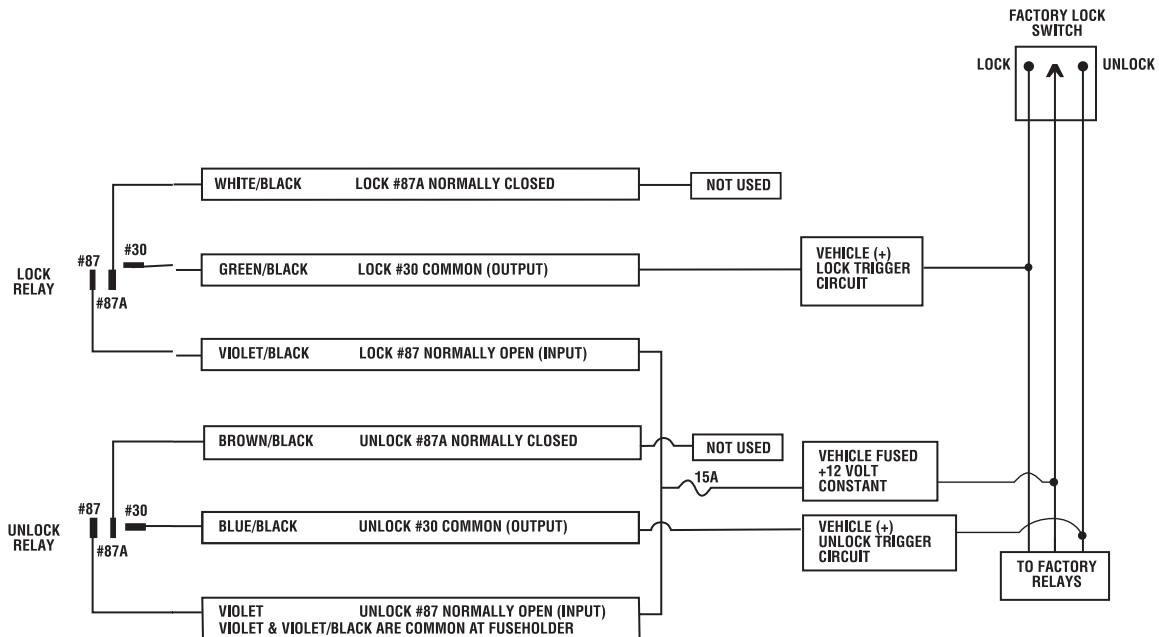 FACTORY LOCK
SWITCH
LOCK
UNLOCK
WHITE/BLACK LOCK #87A NORMALLY CLOSED
NOT USED
#87
#30
#87A
LOCK
RELAY
GREEN/BLACK LOCK #30 COMMON (OUTPUT)
VEHICLE (+)
LOCK TRIGGER
CIRCUIT
VIOLET/BLACK LOCK #87 NORMALLY OPEN (INPUT)
BROWN/BLACK UNLOCK #87A NORMALLY CLOSED
NOT USED
15A
VEHICLE FUSED
+12 VOLT
CONSTANT
#87
#30
#87A
UNLOCK
RELAY
BLUE/BLACK UNLOCK #30 COMMON (OUTPUT)
VEHICLE (+)
UNLOCK TRIGGER
CIRCUIT
TO FACTORY
RELAYS
VIOLET UNLOCK #87 NORMALLY OPEN (INPUT)
VIOLET & VIOLET/BLACK ARE COMMON AT FUSEHOLDER